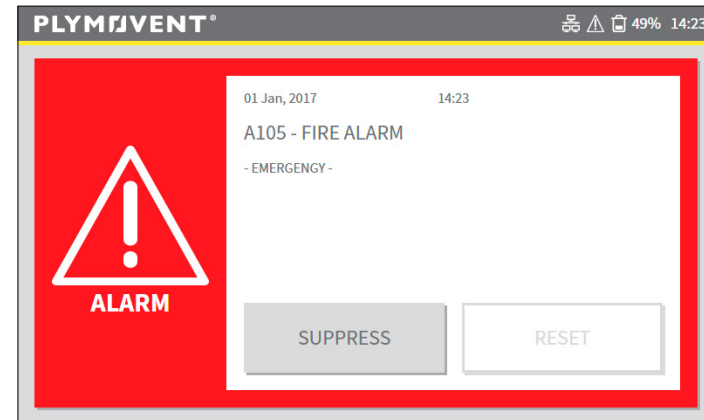 PLYMOVENT®
49% 14:23
01 Jan, 2017 14:23
A105 - FIRE ALARM
- EMERGENGY -
ALARM
SUPPRESS
RESET